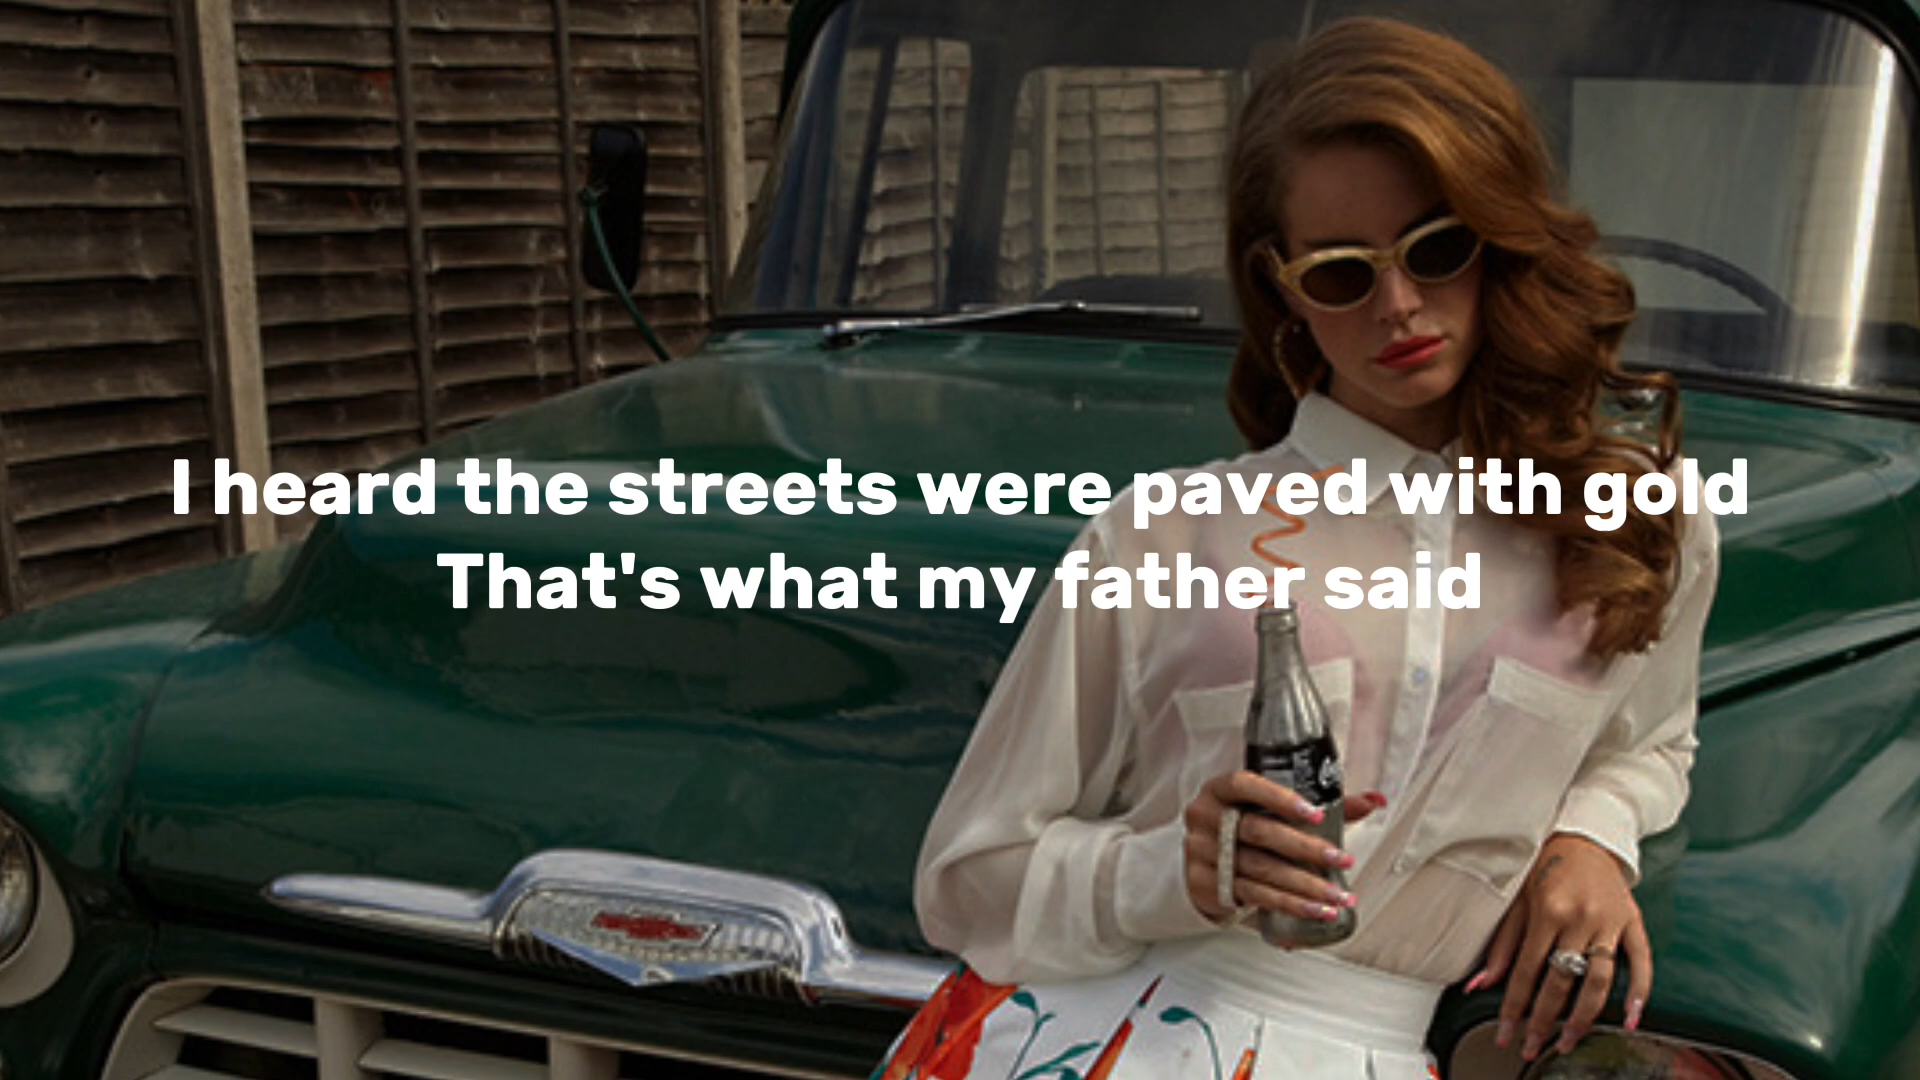 I heard the streets were paved with gold
That's what my father said